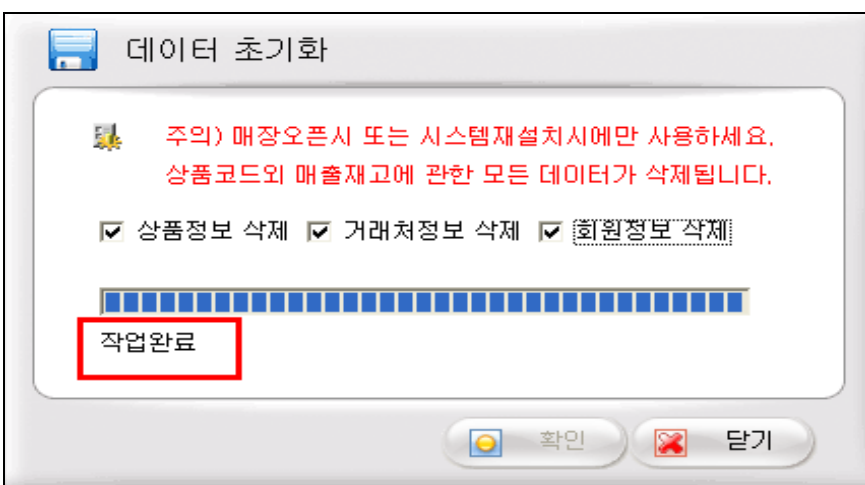 데이터 초기화
주의) 매장오픈시 또는 시스템재설치시에만 사용하세요.
상품코드외 매출재고에 관한 모든 데이터가 삭제됩니다.
상품정보 삭제 거래처정보 삭제 회원정보 삭제
작업완료
확인 닫기